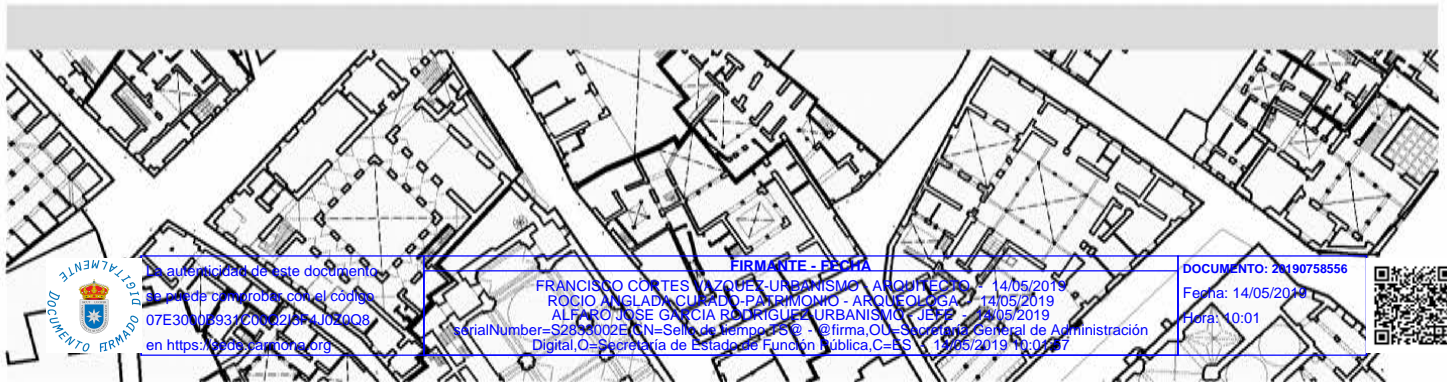 DOCUMENTO FIRMADO DIGITALMENTE
La autenticidad de este documento
se puede comprobar con el código
en https://sede.carmona.org
FIRMANTE - FECHA
FRANCISCO CORTES VAZQUEZ-URBANISMO - ARQUITECTO - 14/05/2019
ROCIO ANGLADA CURADO-PATRIMONIO - ARQUEOLOGA - 14/05/2019
ALFARO JOSE GARCIA RODRIGUEZ-URBANISMO - JEFE - 14/05/2019
serialNumber=S2833002E,CN=Sello de tiempo TS@ - @firma,OU=Secretaría General de Administración
Digital,O=Secretaría de Estado de Función Pública,C=ES - 14/05/2019 10:01:57
DOCUMENTO: 20190758556
Fecha: 14/05/2019
Hora: 10:01